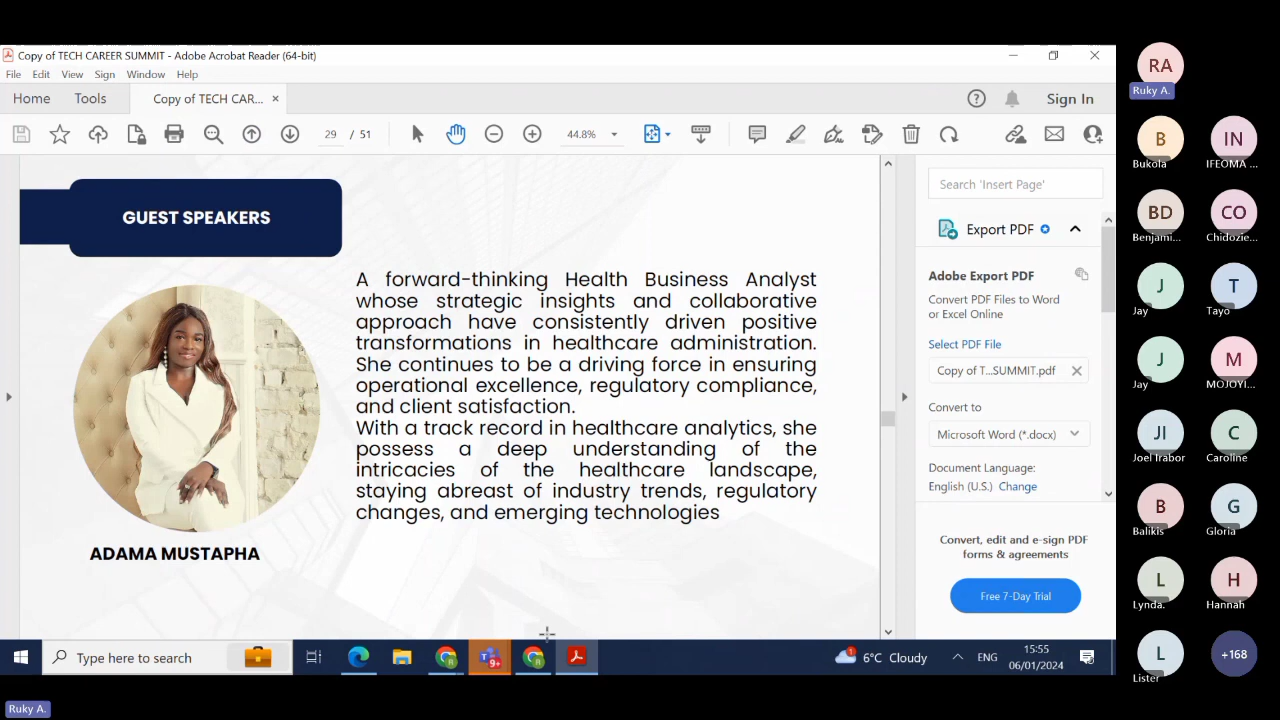 Copy of TECH CAREER SUMMIT - Adobe Acrobat Reader (64-bit)
File Edit View Sign Window Help
Home Tools Copy of TECH CAR... × Sign In
29 / 51 44.8%
GUEST SPEAKERS
A forward-thinking Health Business Analyst
whose strategic insights and collaborative
approach have consistently driven positive
transformations in healthcare administration.
She continues to be a driving force in ensuring
operational excellence, regulatory compliance,
and client satisfaction.
With a track record in healthcare analytics, she
possess a deep understanding of the
intricacies of the healthcare landscape,
staying abreast of industry trends, regulatory
changes, and emerging technologies
ADAMA MUSTAPHA
Search 'Insert Page'
Export PDF
Adobe Export PDF
Convert PDF Files to Word
or Excel Online
Select PDF File
Copy of T...SUMMIT.pdf
Convert to
Microsoft Word (*.docx)
Document Language:
English (U.S.) Change
Convert, edit and e-sign PDF
forms & agreements
Free 7-Day Trial
Type here to search
9+
1
6°C Cloudy
ENG
15:55
06/01/2024
Ruky A.
RA
Ruky A.
B IN
Bukola IFEOMA ...
BD CO
Benjami... Chidozie...
J T
Jay Tayo
J M
Jay MOJOYI...
JI C
Joel Irabor Caroline
B G
Balikis Gloria
L H
Lynda. Hannah
L +168
Lister